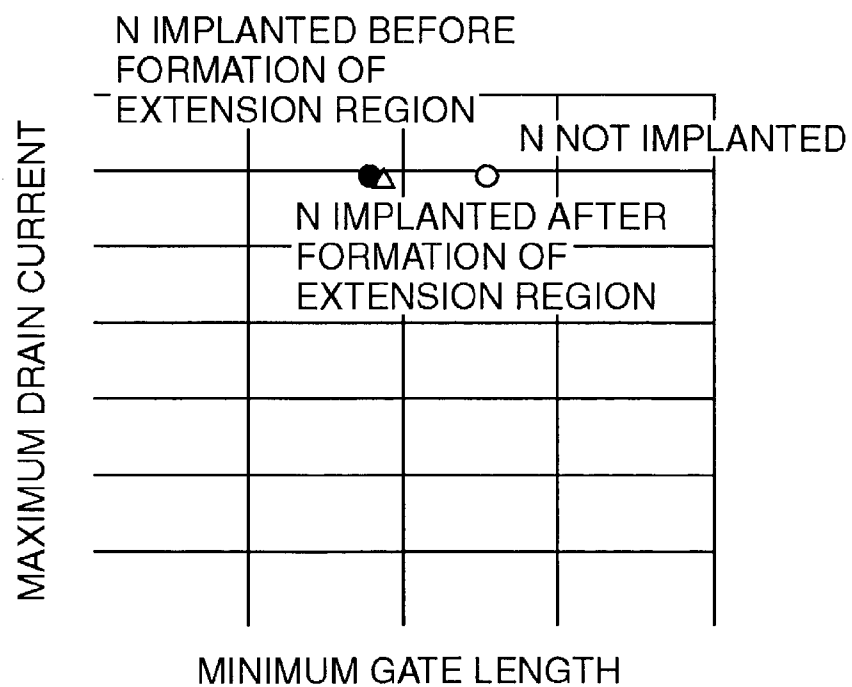 N IMPLANTED BEFORE
FORMATION OF
EXTENSION REGION
N NOT IMPLANTED
N IMPLANTED AFTER
FORMATION OF
EXTENSION REGION
MAXIMUM DRAIN CURRENT
MINIMUM GATE LENGTH